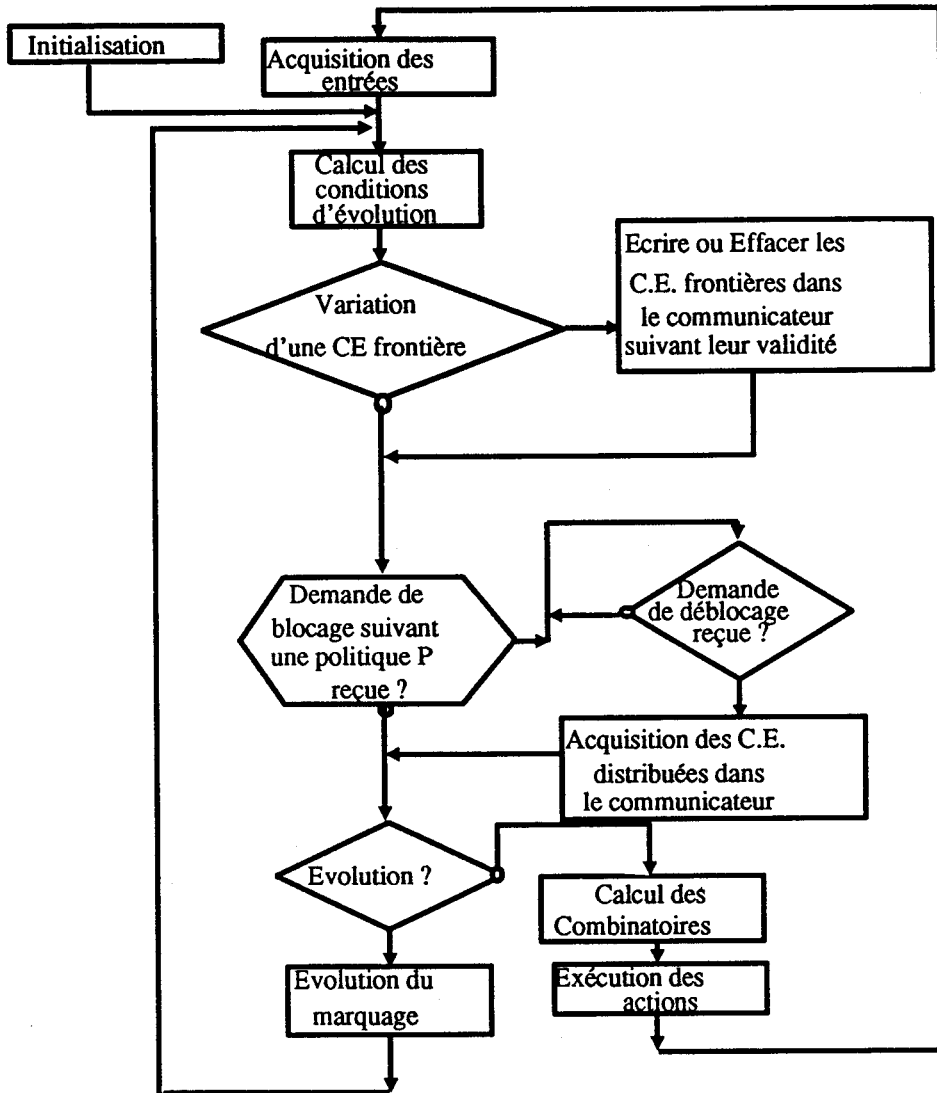 Initialisation
Acquisition des
entrées
Calcul des
conditions
d'évolution
Variation
d'une CE frontière
Ecrire ou Effacer les
C.E. frontières dans
le communicateur
suivant leur validité
Demande de
blocage suivant
une politique P
reçue ?
Demande
de déblocage
reçue ?
Acquisition des C.E.
distribuées dans
le communicateur
Evolution ?
Calcul des
Combinatoires
Evolution du
marquage
Exécution des
actions